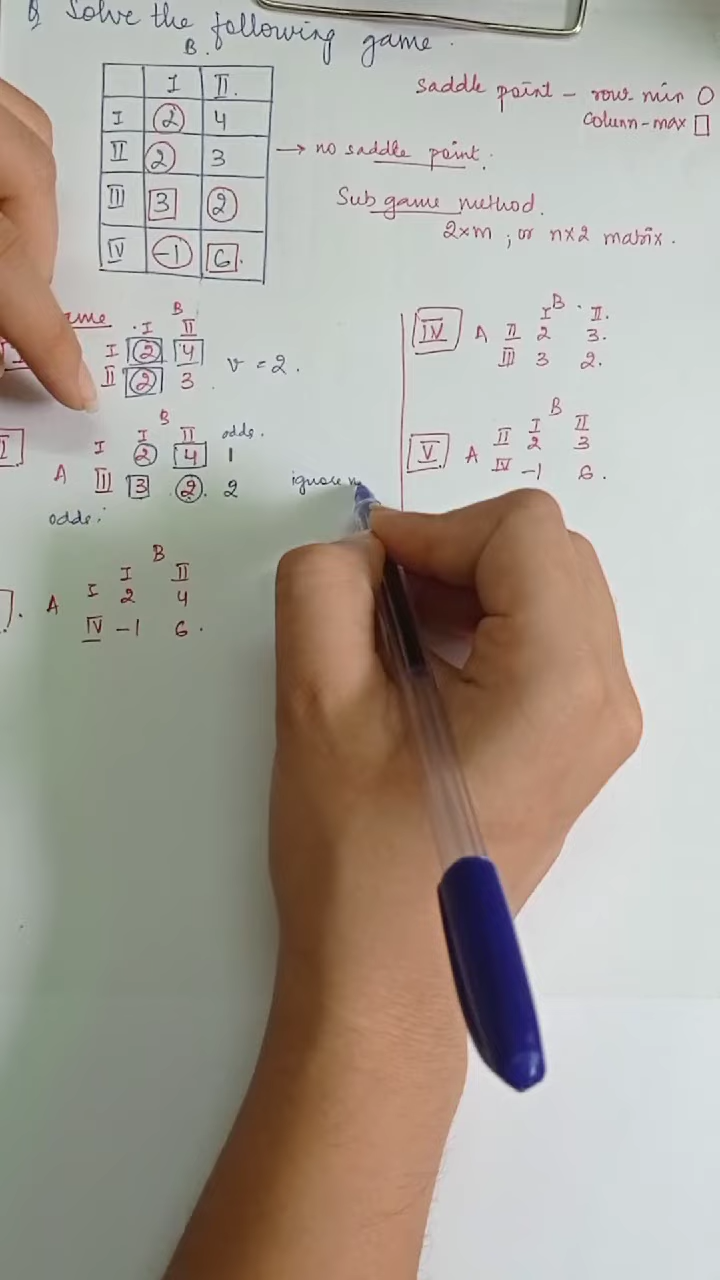 Q Solve the following game.
B.
I II.
I 2 4
II 2 3
III 3 2
IV -1 6.
Saddle point - row min O
Column-max □
→ no saddle point.
Sub game method.
2×m, or n×2 matrix.
ame
B
I II
I 2 4
II 2 3
v = 2.
I
B
I II odds.
A I 2 4 1
III 3 2. 2
odds:
ignore
B
I II
A I 2 4
IV -1 6.
IV
B
I II.
A II 2 3.
III 3 2.
V
B
I II
A II 2 3
IV -1 6.